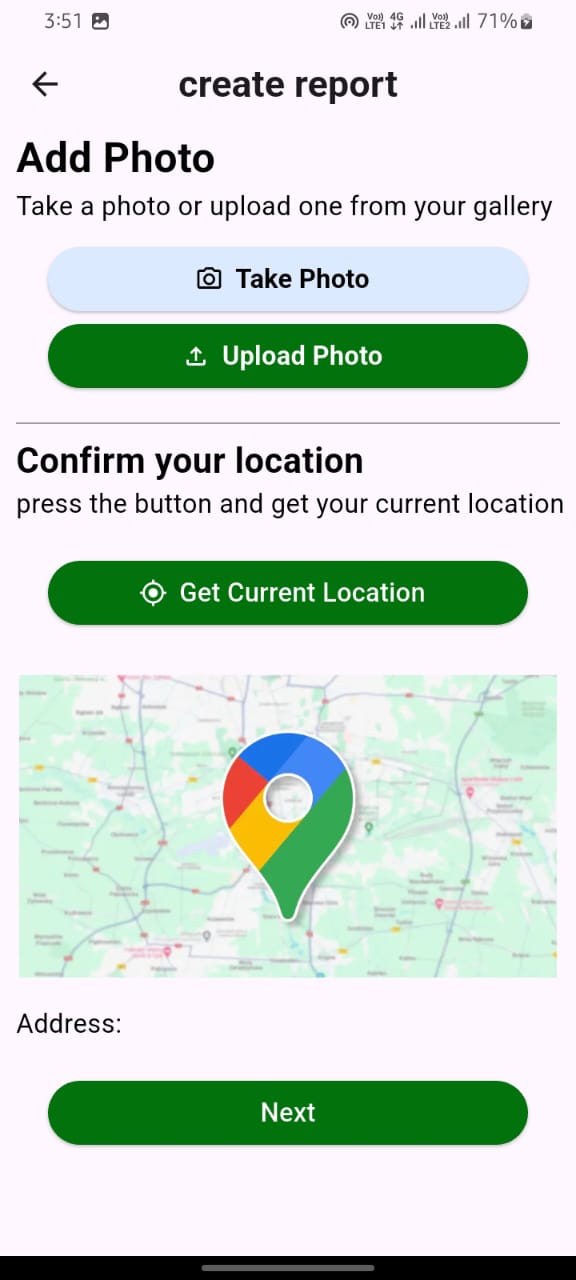 3:51
Vo)) LTE1 4G Vo)) LTE2 71%
create report
Add Photo
Take a photo or upload one from your gallery
Take Photo
Upload Photo
Confirm your location
press the button and get your current location
Get Current Location
Address:
Next